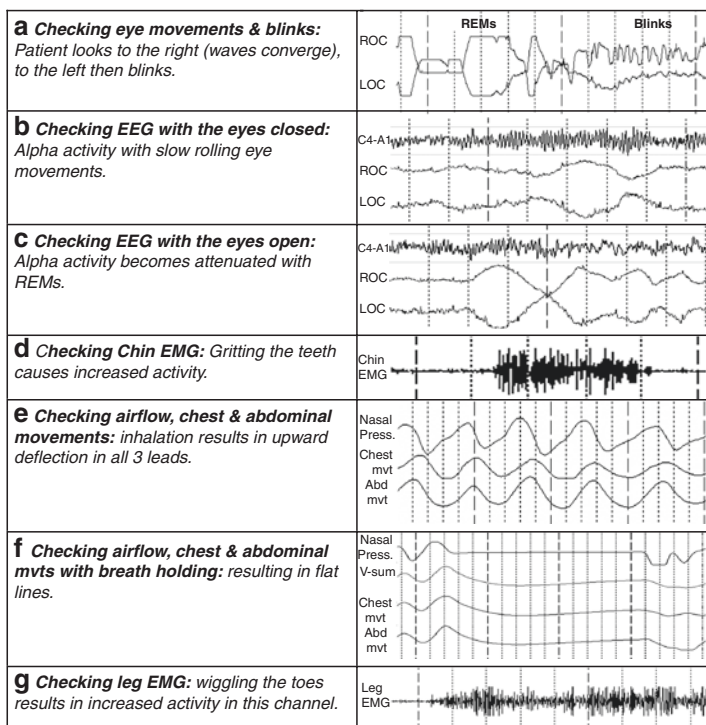 a Checking eye movements & blinks:
Patient looks to the right (waves converge),
to the left then blinks.
REMs
Blinks
ROC
LOC
b Checking EEG with the eyes closed:
Alpha activity with slow rolling eye
movements.
C4-A1
ROC
LOC
c Checking EEG with the eyes open:
Alpha activity becomes attenuated with
REMs.
C4-A1
ROC
LOC
d Checking Chin EMG: Gritting the teeth
causes increased activity.
Chin
EMG
e Checking airflow, chest & abdominal
movements: inhalation results in upward
deflection in all 3 leads.
Nasal
Press.
Chest
mvt
Abd
mvt
f Checking airflow, chest & abdominal
mvts with breath holding: resulting in flat
lines.
Nasal
Press.
V-sum
Chest
mvt
Abd
mvt
g Checking leg EMG: wiggling the toes
results in increased activity in this channel.
Leg
EMG